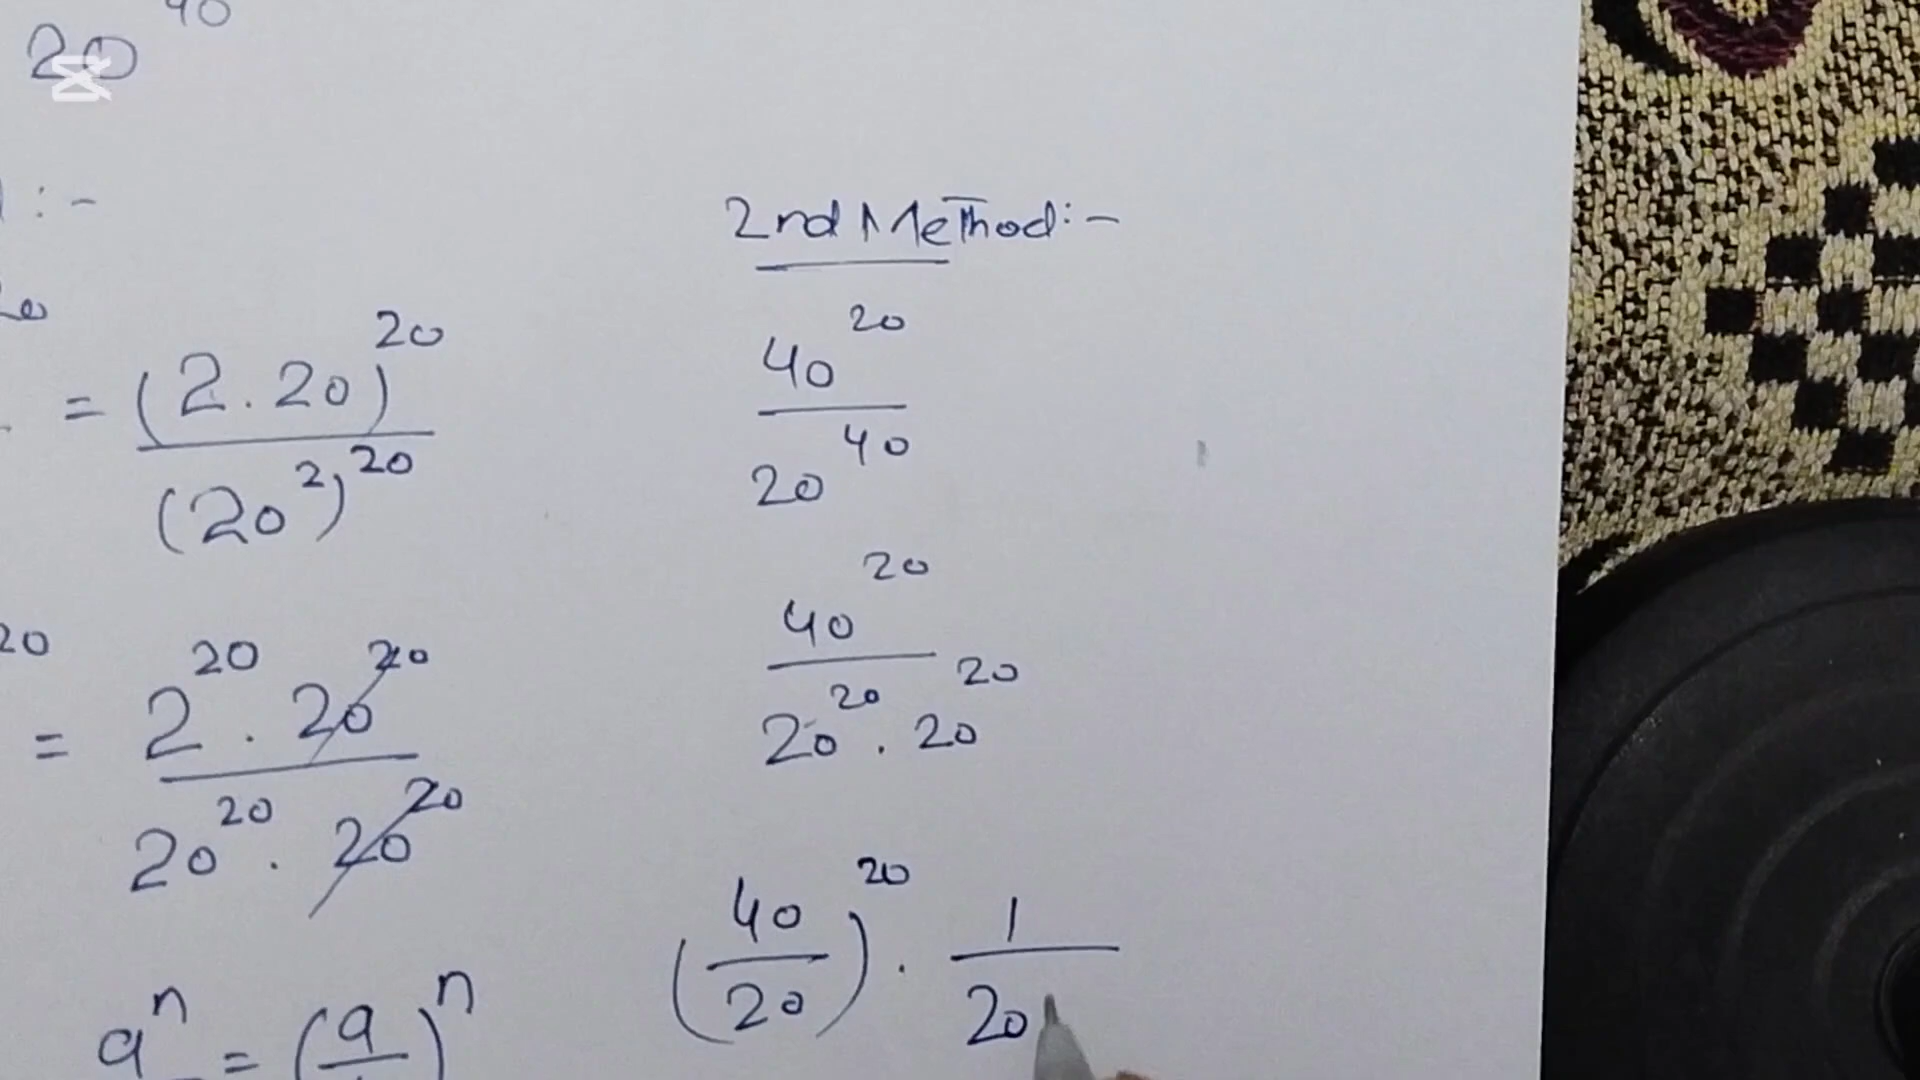 20^40
:-
= (2.20)^20 / (20^2)^20
20
= 2^20 . 20^20 / 20^20 . 20^20
a^n = (a/)^n
2nd Method:-
40^20 / 20^40
40^20 / 20^20 . 20^20
(40/20)^20 . 1/20